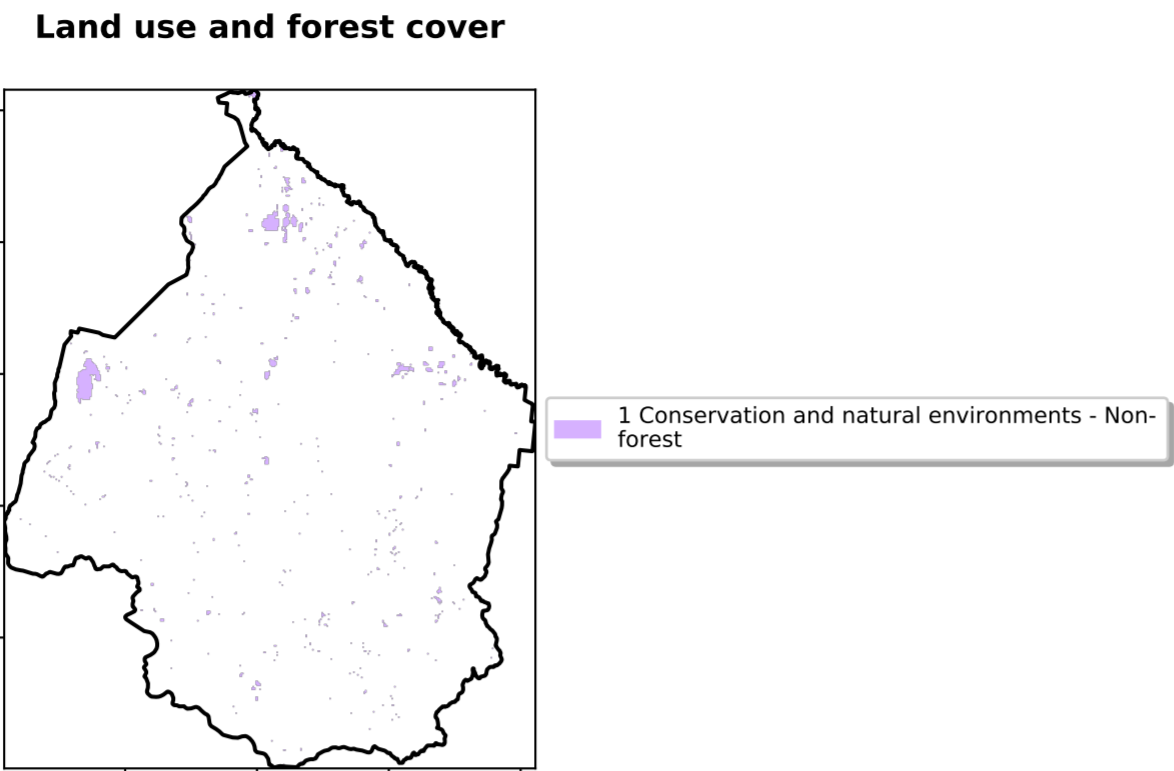 Land use and forest cover
1 Conservation and natural environments - Non-
forest